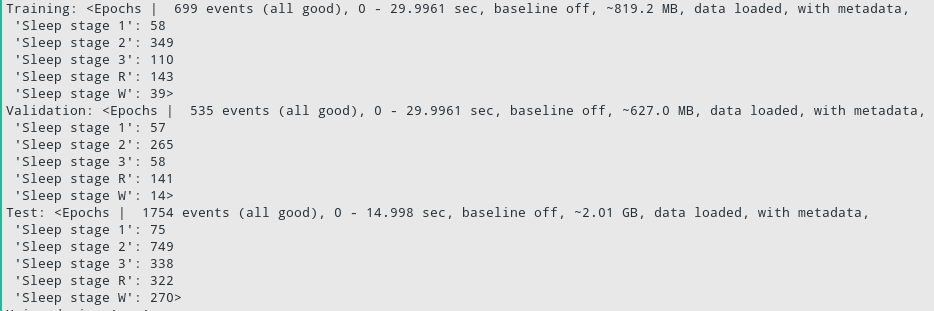 Training: <Epochs |  699 events (all good), 0 - 29.9961 sec, baseline off, ~819.2 MB, data loaded, with metadata,
 'Sleep stage 1': 58
 'Sleep stage 2': 349
 'Sleep stage 3': 110
 'Sleep stage R': 143
 'Sleep stage W': 39>
Validation: <Epochs |  535 events (all good), 0 - 29.9961 sec, baseline off, ~627.0 MB, data loaded, with metadata,
 'Sleep stage 1': 57
 'Sleep stage 2': 265
 'Sleep stage 3': 58
 'Sleep stage R': 141
 'Sleep stage W': 14>
Test: <Epochs |  1754 events (all good), 0 - 14.998 sec, baseline off, ~2.01 GB, data loaded, with metadata,
 'Sleep stage 1': 75
 'Sleep stage 2': 749
 'Sleep stage 3': 338
 'Sleep stage R': 322
 'Sleep stage W': 270>